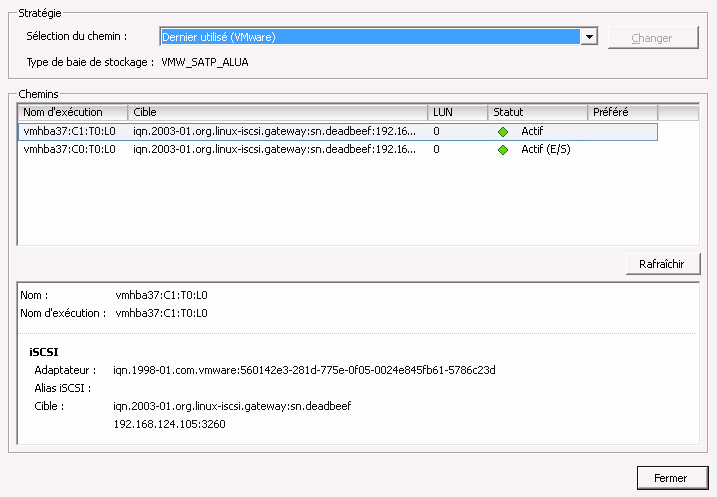 Stratégie
Sélection du chemin : Dernier utilisé (VMware) Changer
Type de baie de stockage : VMW_SATP_ALUA
Chemins
Nom d'exécution Cible LUN Statut Préféré
vmhba37:C1:T0:L0 iqn.2003-01.org.linux-iscsi.gateway:sn.deadbeef:192.16... 0 Actif
vmhba37:C0:T0:L0 iqn.2003-01.org.linux-iscsi.gateway:sn.deadbeef:192.16... 0 Actif (E/S)
Rafraîchir
Nom : vmhba37:C1:T0:L0
Nom d'exécution : vmhba37:C1:T0:L0
iSCSI
Adaptateur : iqn.1998-01.com.vmware:560142e3-281d-775e-0f05-0024e845fb61-5786c23d
Alias iSCSI :
Cible : iqn.2003-01.org.linux-iscsi.gateway:sn.deadbeef
192.168.124.105:3260
Fermer